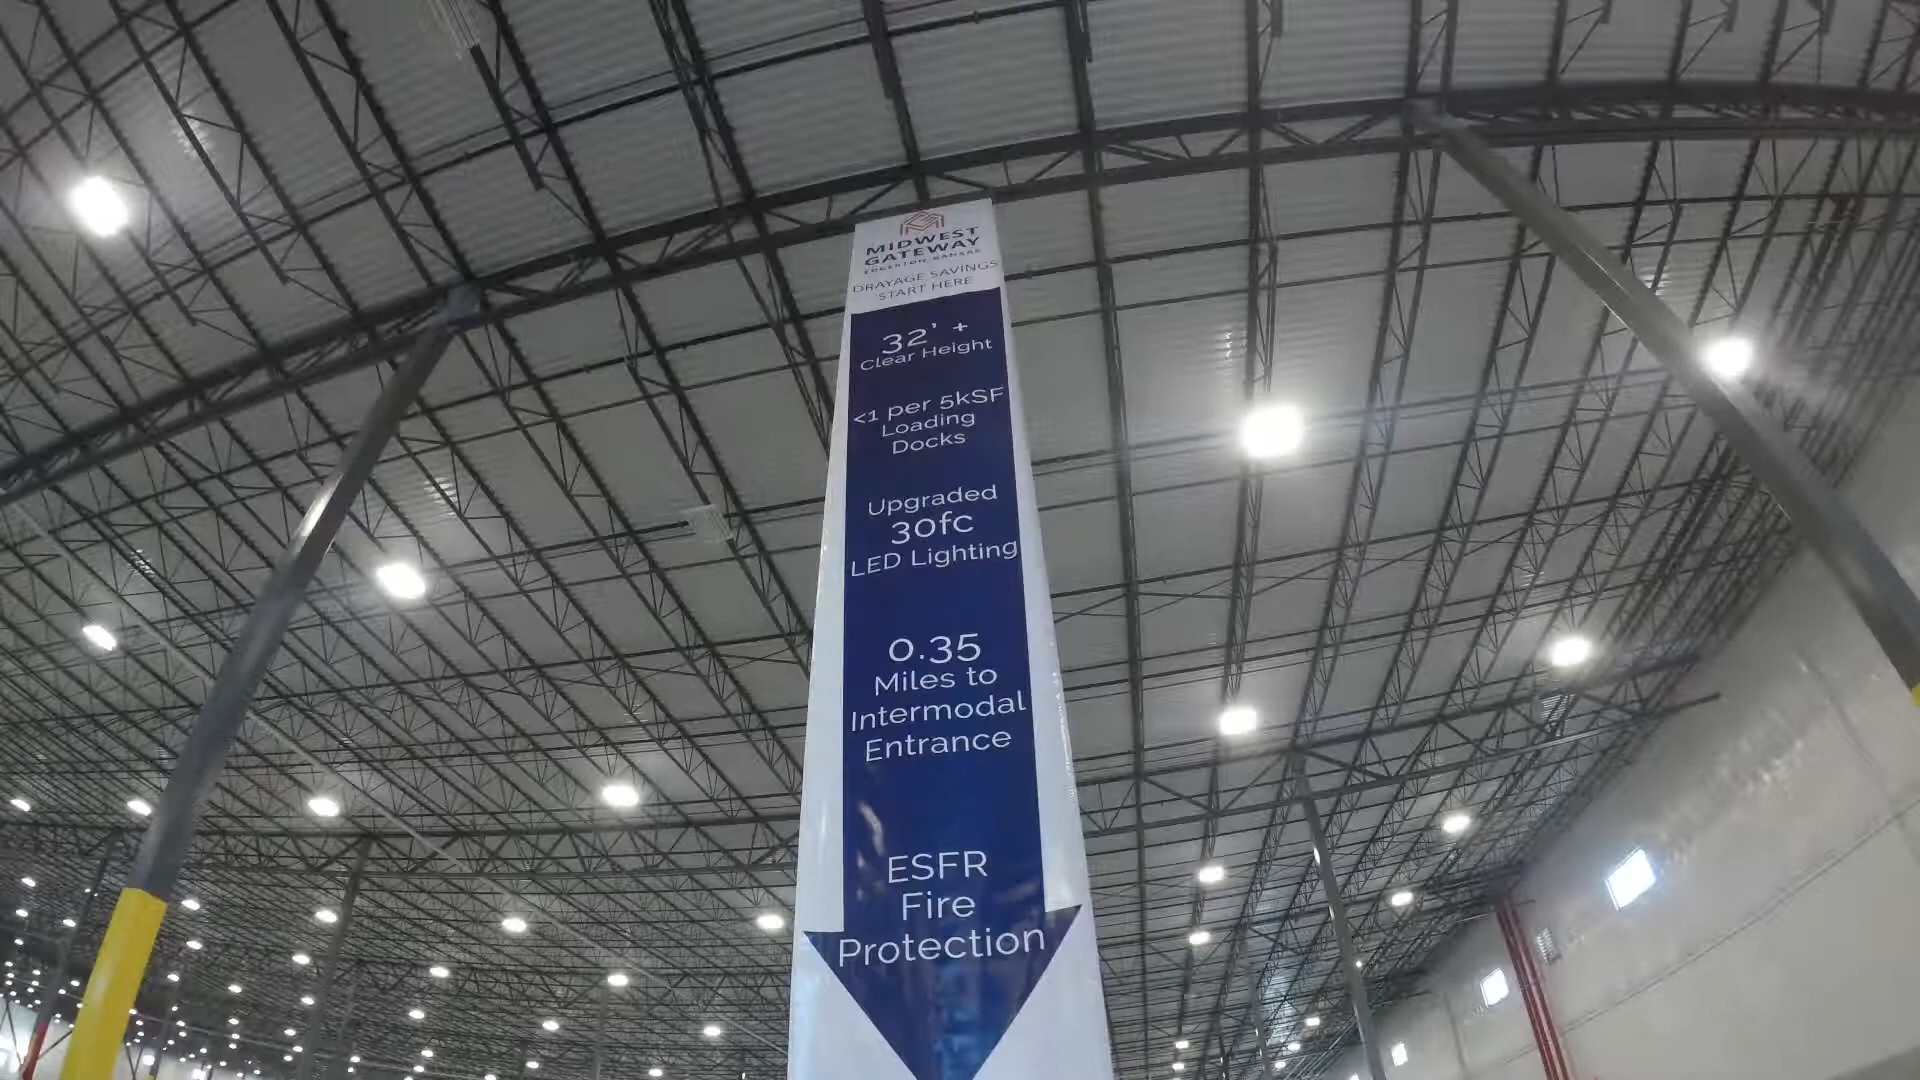 MIDWEST
GATEWAY
EDGERTON, KANSAS
DRAYAGE SAVINGS
START HERE
32' +
Clear Height
<1 per 5kSF
Loading
Docks
Upgraded
30fc
LED Lighting
0.35
Miles to
Intermodal
Entrance
ESFR
Fire
Protection